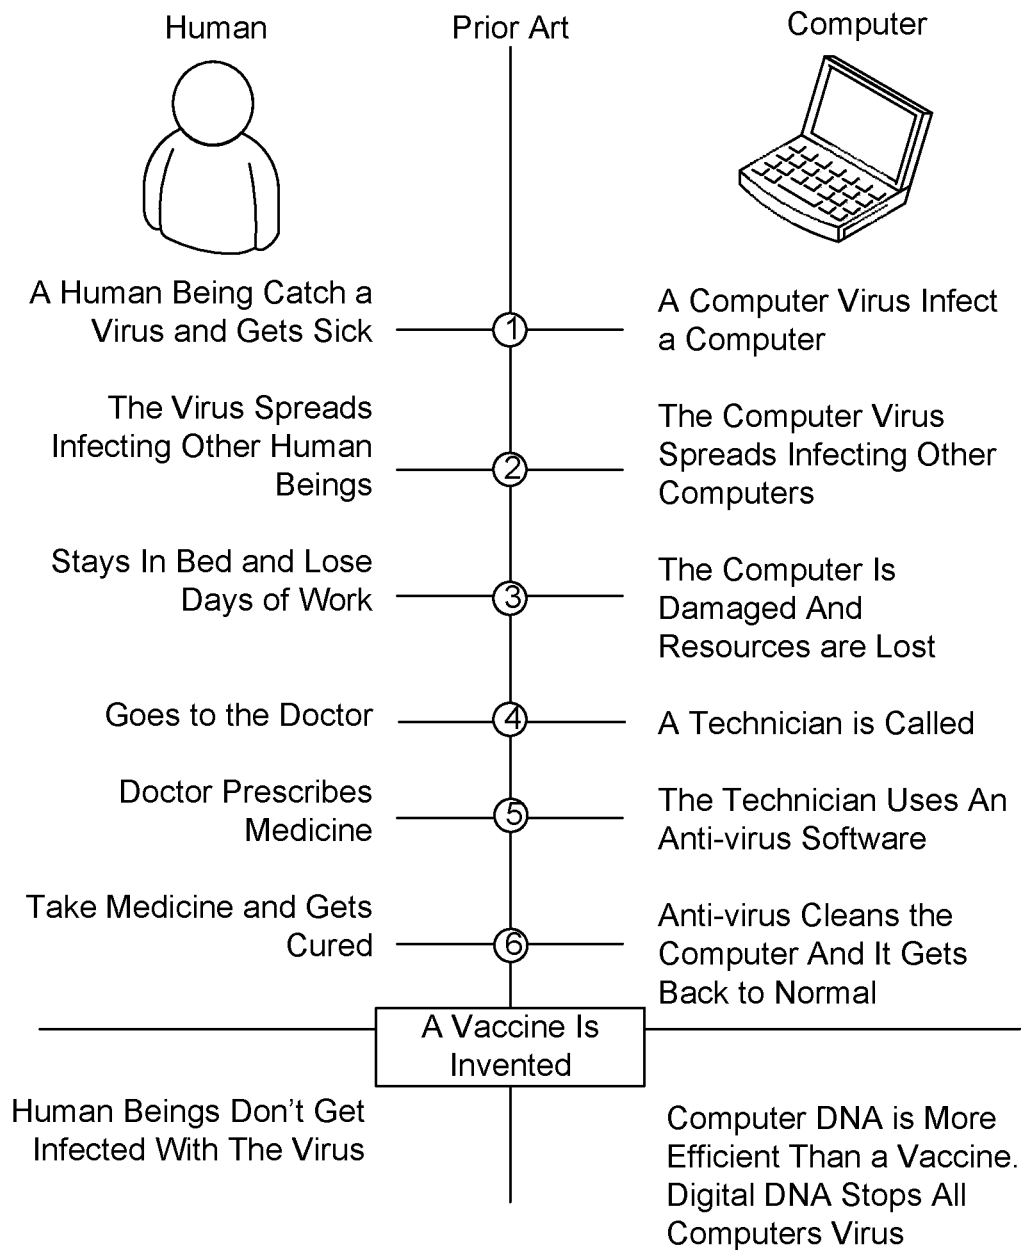 Human
Prior Art
Computer
A Human Being Catch a
Virus and Gets Sick
1
A Computer Virus Infect
a Computer
The Virus Spreads
Infecting Other Human
Beings
2
The Computer Virus
Spreads Infecting Other
Computers
Stays In Bed and Lose
Days of Work
3
The Computer Is
Damaged And
Resources are Lost
Goes to the Doctor
4
A Technician is Called
Doctor Prescribes
Medicine
5
The Technician Uses An
Anti-virus Software
Take Medicine and Gets
Cured
6
Anti-virus Cleans the
Computer And It Gets
Back to Normal
A Vaccine Is
Invented
Human Beings Don't Get
Infected With The Virus
Computer DNA is More
Efficient Than a Vaccine.
Digital DNA Stops All
Computers Virus